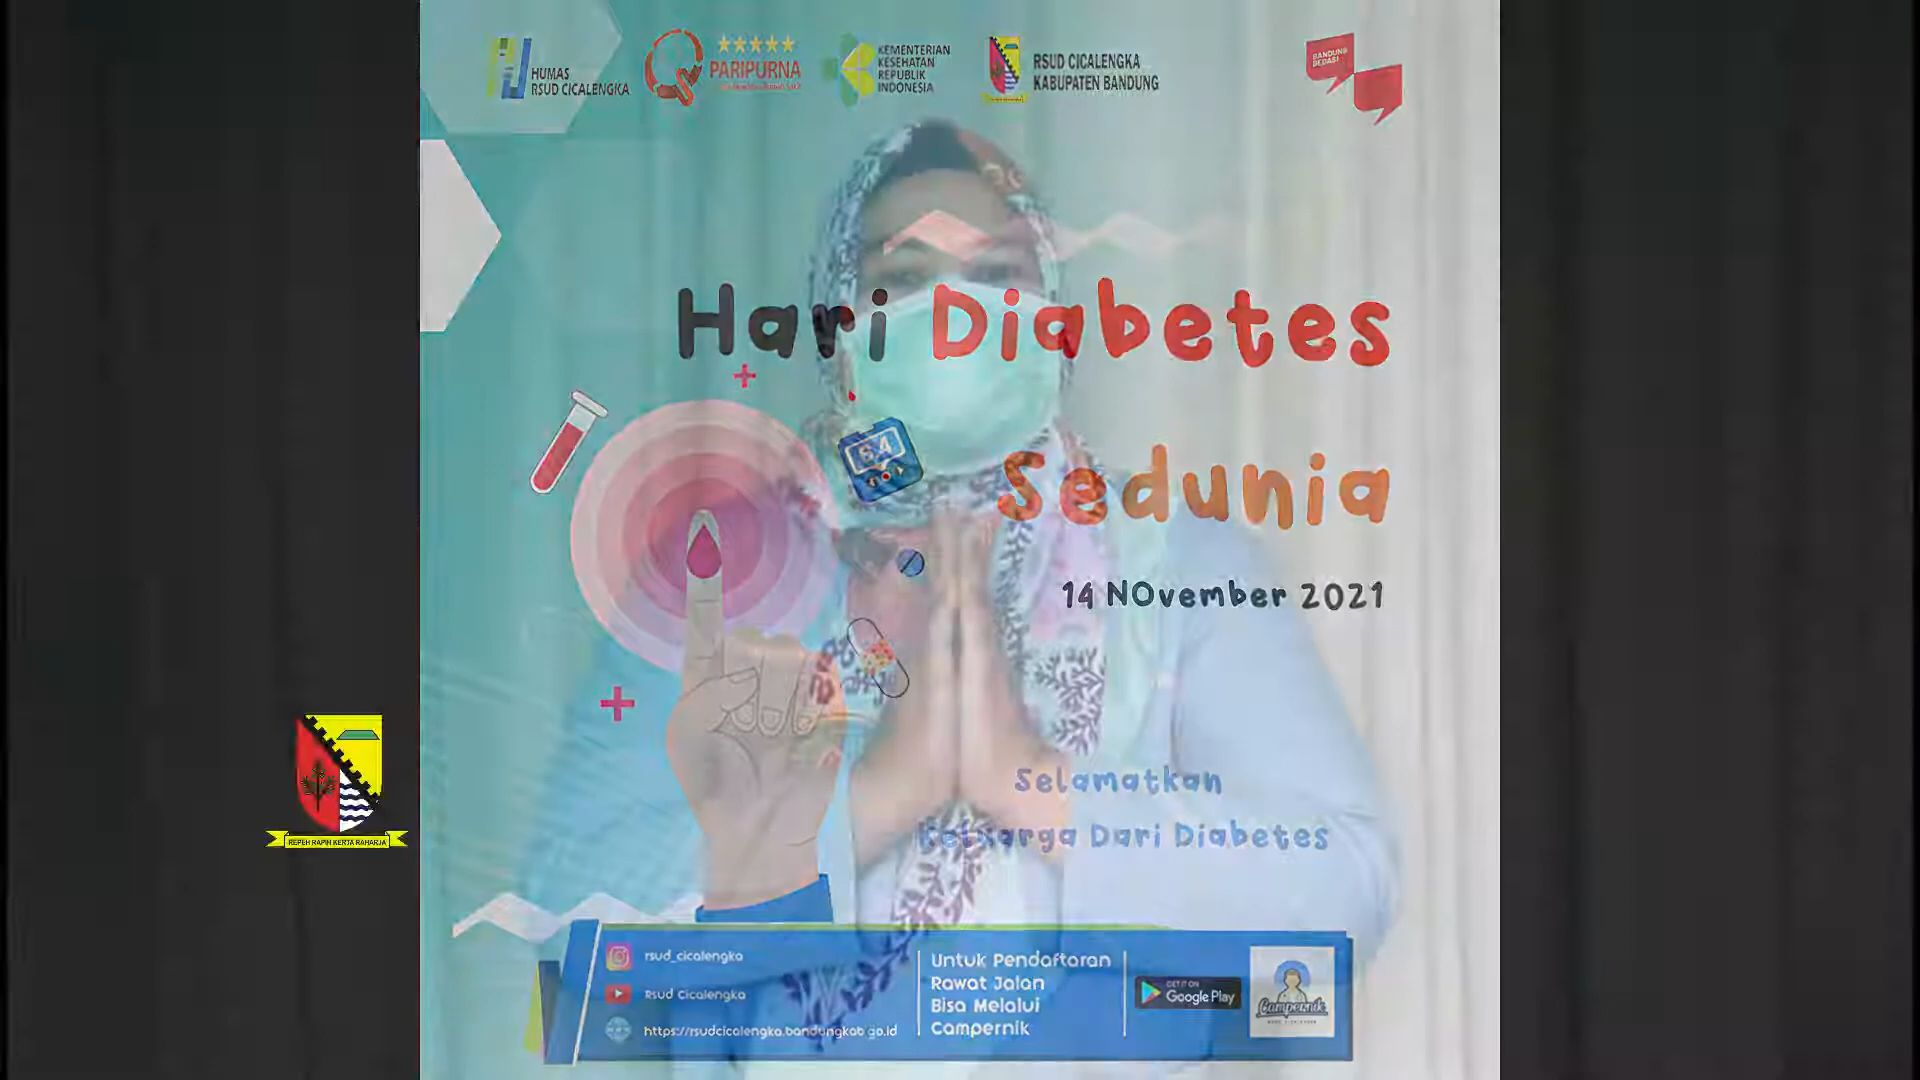 HUMAS
RSUD CICALENGKA
PARIPURNA
KEMENTERIAN
KESEHATAN
REPUBLIK
INDONESIA
RSUD CICALENGKA
KABUPATEN BANDUNG
BANDUNG
BEDAS!
Hari Diabetes
6.4
Sedunia
14 NOvember 2021
Selamatkan
Keluarga Dari Diabetes
REPEH RAPIH KERTA RAHARJA
rsud_cicalengka
Rsud Cicalengka
https://rsudcicalengka.bandungkab.go.id
Untuk Pendaftaran
Rawat Jalan
Bisa Melalui
Campernik
GET IT ON
Google Play
Campernik